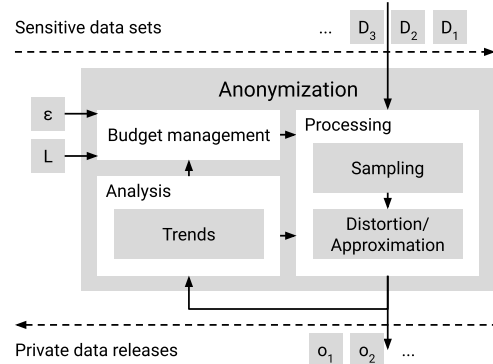 Sensitive data sets ... D3 D2 D1
Anonymization
ε
L
Budget management
Processing
Sampling
Analysis
Trends
Distortion/
Approximation
Private data releases o1 o2 ...